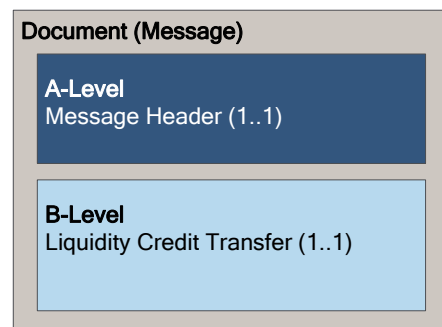 Document (Message)
A-Level
Message Header (1..1)
B-Level
Liquidity Credit Transfer (1..1)